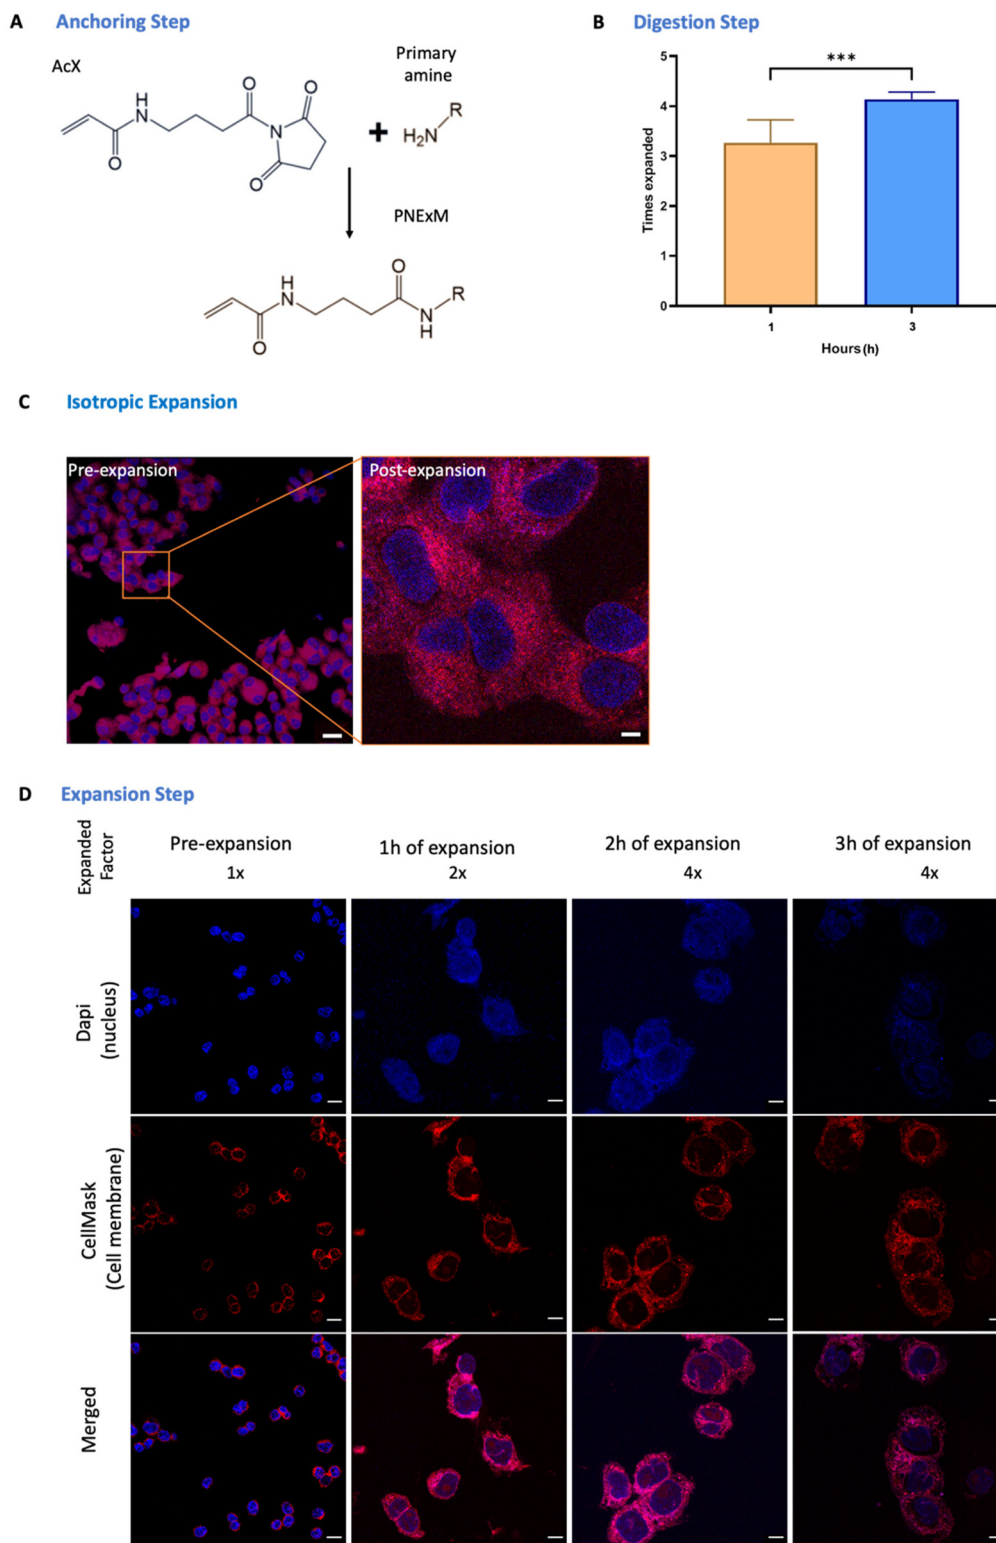 A Anchoring Step
AcX
Primary
amine
H
N
O
O
N
O
O
+
H₂N
R
PNExM
H
N
O
O
N
H
R
B Digestion Step
***
Times expanded
5
4
3
2
1
0
1
3
Hours (h)
C Isotropic Expansion
Pre-expansion
Post-expansion
D Expansion Step
Expanded
Factor
Pre-expansion
1x
1h of expansion
2x
2h of expansion
4x
3h of expansion
4x
Dapi
(nucleus)
CellMask
(Cell membrane)
Merged